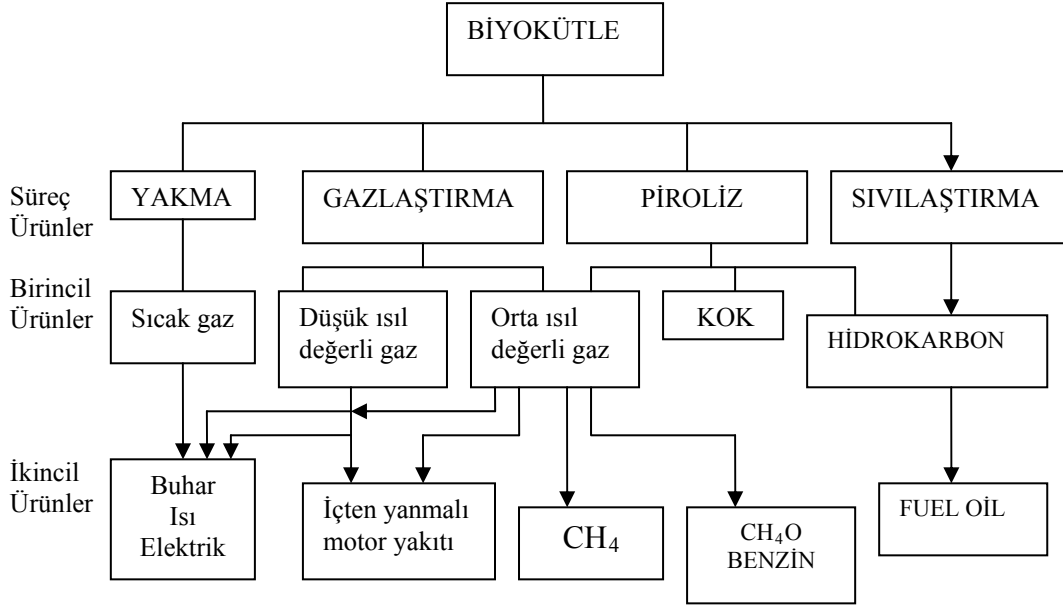 BİYOKÜTLE
Süreç
Ürünler
YAKMA
GAZLAŞTIRMA
PİROLİZ
SIVILAŞTIRMA
Birincil
Ürünler
Sıcak gaz
Düşük ısıl
değerli gaz
Orta ısıl
değerli gaz
KOK
HİDROKARBON
İkincil
Ürünler
Buhar
Isı
Elektrik
İçten yanmalı
motor yakıtı
CH₄
CH₄O
BENZİN
FUEL OİL